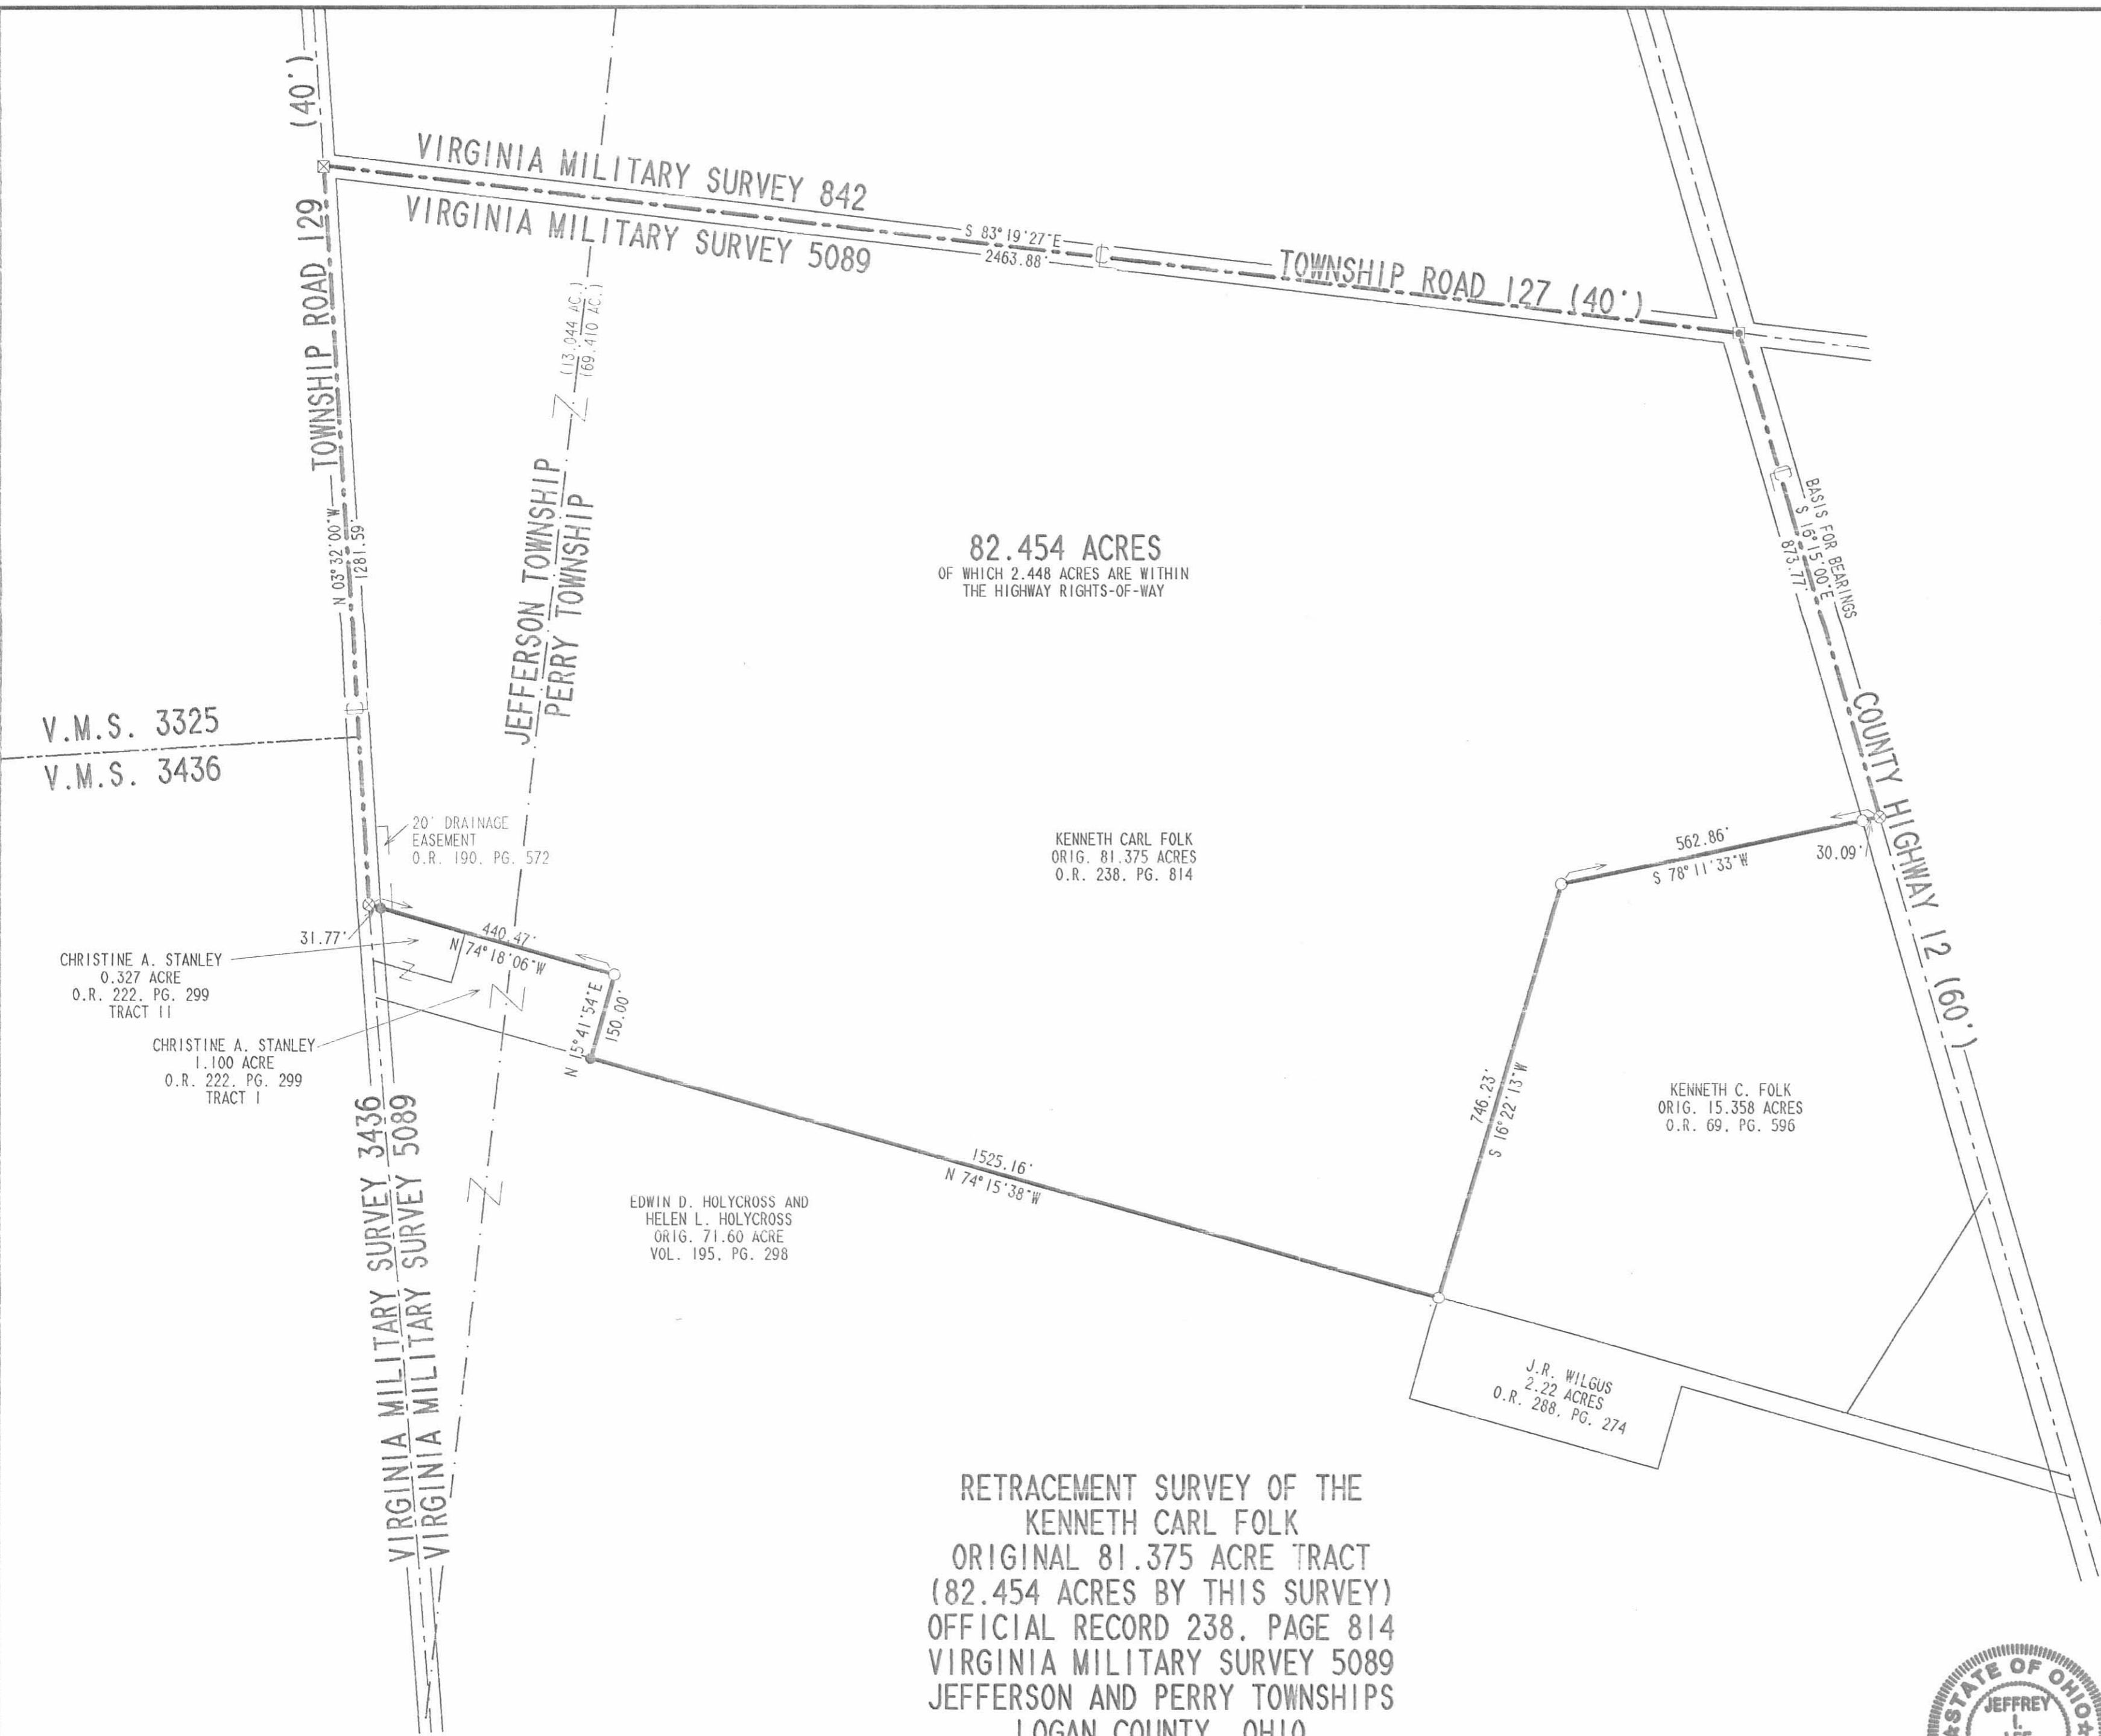 (40')
VIRGINIA MILITARY SURVEY 842
VIRGINIA MILITARY SURVEY 5089
S 83°19'27"E
2463.88'
TOWNSHIP ROAD 127 (40')
TOWNSHIP ROAD 129
N 03°32'00"W
1281.59'
(13.044 AC.)
(69.410 AC.)
JEFFERSON TOWNSHIP
PERRY TOWNSHIP
82.454 ACRES
OF WHICH 2.448 ACRES ARE WITHIN
THE HIGHWAY RIGHTS-OF-WAY
BASIS FOR BEARINGS
S 16°15'00"E
873.77'
COUNTY HIGHWAY 12 (60')
V.M.S. 3325
V.M.S. 3436
20' DRAINAGE
EASEMENT
O.R. 190, PG. 572
KENNETH CARL FOLK
ORIG. 81.375 ACRES
O.R. 238, PG. 814
562.86'
S 78°11'33"W
30.09'
31.77'
440.47'
N 74°18'06"W
CHRISTINE A. STANLEY
0.327 ACRE
O.R. 222, PG. 299
TRACT II
CHRISTINE A. STANLEY
1.100 ACRE
O.R. 222, PG. 299
TRACT I
N 15°41'54"E
150.00'
746.23'
S 16°22'13"W
KENNETH C. FOLK
ORIG. 15.358 ACRES
O.R. 69, PG. 596
1525.16'
N 74°15'38"W
VIRGINIA MILITARY SURVEY 3436
VIRGINIA MILITARY SURVEY 5089
EDWIN D. HOLYCROSS AND
HELEN L. HOLYCROSS
ORIG. 71.60 ACRE
VOL. 195, PG. 298
J.R. WILGUS
2.22 ACRES
O.R. 288, PG. 274
RETRACEMENT SURVEY OF THE
KENNETH CARL FOLK
ORIGINAL 81.375 ACRE TRACT
(82.454 ACRES BY THIS SURVEY)
OFFICIAL RECORD 238, PAGE 814
VIRGINIA MILITARY SURVEY 5089
JEFFERSON AND PERRY TOWNSHIPS
LOGAN COUNTY, OHIO
STATE OF OHIO
JEFFREY
I.